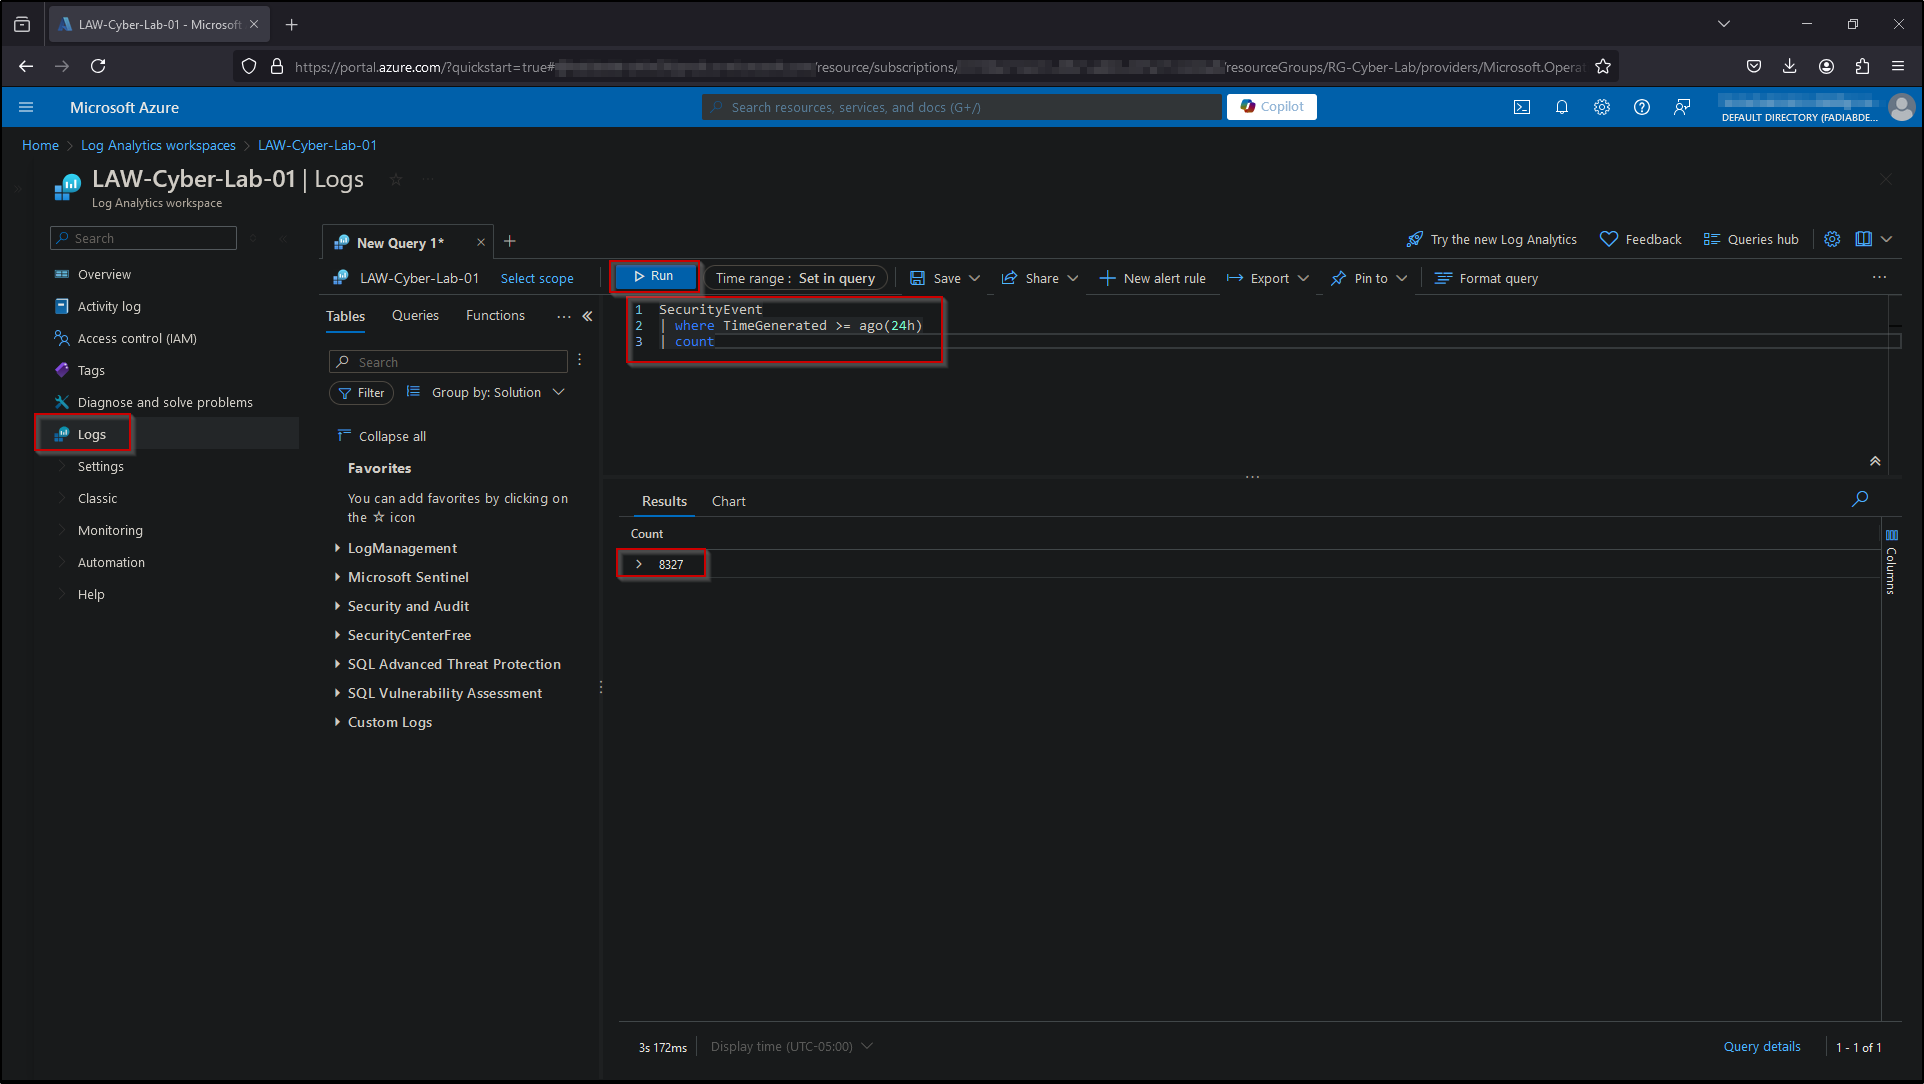 LAW-Cyber-Lab-01 - Microsoft
https://portal.azure.com/?quickstart=true#
/resource/subscriptions/
/resourceGroups/RG-Cyber-Lab/providers/Microsoft.Opera
Microsoft Azure
Search resources, services, and docs (G+/)
Copilot
DEFAULT DIRECTORY (FADIABDE...
Home > Log Analytics workspaces > LAW-Cyber-Lab-01
LAW-Cyber-Lab-01 | Logs
Log Analytics workspace
Search
Overview
Activity log
Access control (IAM)
Tags
Diagnose and solve problems
Logs
Settings
Classic
Monitoring
Automation
Help
New Query 1*
Try the new Log Analytics
Feedback
Queries hub
LAW-Cyber-Lab-01
Select scope
Run
Time range : Set in query
Save
Share
New alert rule
Export
Pin to
Format query
Tables
Queries
Functions
Search
Filter
Group by: Solution
Collapse all
Favorites
You can add favorites by clicking on
the ☆ icon
LogManagement
Microsoft Sentinel
Security and Audit
SecurityCenterFree
SQL Advanced Threat Protection
SQL Vulnerability Assessment
Custom Logs
1 SecurityEvent
2 | where TimeGenerated >= ago(24h)
3 | count
Results
Chart
Count
8327
Columns
3s 172ms
Display time (UTC-05:00)
Query details
1 - 1 of 1